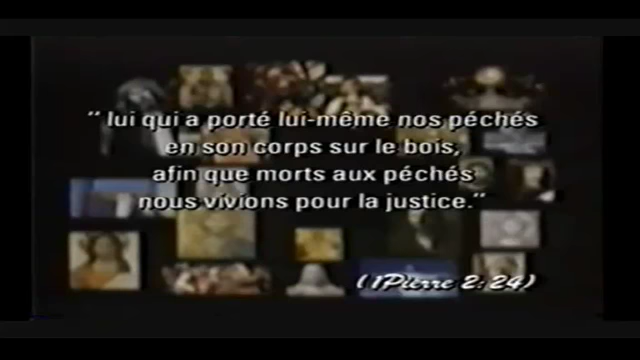 “ lui qui a porté lui-même nos péchés
en son corps sur le bois,
afin que morts aux péchés
nous vivions pour la justice.”
(1Pierre 2:24)